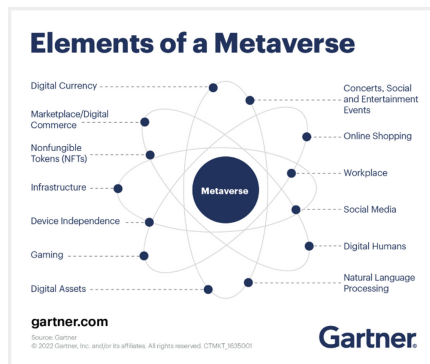 Elements of a Metaverse
Digital Currency
Marketplace/Digital
Commerce
Nonfungible
Tokens (NFTs)
Infrastructure
Device Independence
Gaming
Digital Assets
Metaverse
Concerts, Social
and Entertainment
Events
Online Shopping
Workplace
Social Media
Digital Humans
Natural Language
Processing
gartner.com
Source: Gartner
© 2022 Gartner, Inc. and/or its affiliates. All rights reserved. CTMKT_1635001
Gartner®